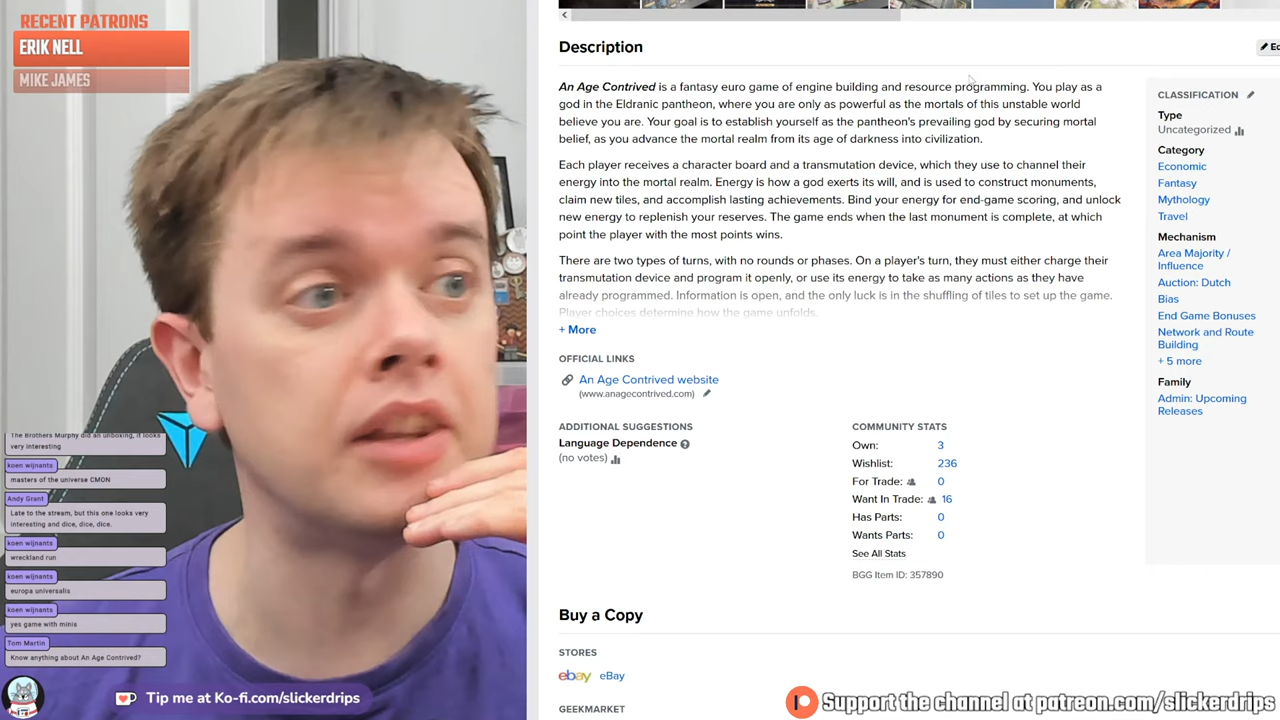 RECENT PATRONS
ERIK NELL
MIKE JAMES
The Brothers Murphy did an unboxing, it looks
very interesting
koen wijnants
masters of the universe CMON
Andy Grant
Late to the stream, but this one looks very
interesting and dice, dice, dice.
koen wijnants
wreckland run
koen wijnants
europa universalis
koen wijnants
yes game with minis
Tom Martin
Know anything about An Age Contrived?
Tip me at Ko-fi.com/slickerdrips
Description
An Age Contrived is a fantasy euro game of engine building and resource programming. You play as a
god in the Eldranic pantheon, where you are only as powerful as the mortals of this unstable world
believe you are. Your goal is to establish yourself as the pantheon's prevailing god by securing mortal
belief, as you advance the mortal realm from its age of darkness into civilization.
Each player receives a character board and a transmutation device, which they use to channel their
energy into the mortal realm. Energy is how a god exerts its will, and is used to construct monuments,
claim new tiles, and accomplish lasting achievements. Bind your energy for end-game scoring, and unlock
new energy to replenish your reserves. The game ends when the last monument is complete, at which
point the player with the most points wins.
There are two types of turns, with no rounds or phases. On a player's turn, they must either charge their
transmutation device and program it openly, or use its energy to take as many actions as they have
already programmed. Information is open, and the only luck is in the shuffling of tiles to set up the game.
Player choices determine how the game unfolds.
+ More
OFFICIAL LINKS
An Age Contrived website
(www.anagecontrived.com)
ADDITIONAL SUGGESTIONS
Language Dependence
(no votes)
COMMUNITY STATS
Own: 3
Wishlist: 236
For Trade: 0
Want In Trade: 16
Has Parts: 0
Wants Parts: 0
See All Stats
BGG Item ID: 357890
CLASSIFICATION
Type
Uncategorized
Category
Economic
Fantasy
Mythology
Travel
Mechanism
Area Majority /
Influence
Auction: Dutch
Bias
End Game Bonuses
Network and Route
Building
+ 5 more
Family
Admin: Upcoming
Releases
Buy a Copy
STORES
ebay eBay
GEEKMARKET
Support the channel at patreon.com/slickerdrips